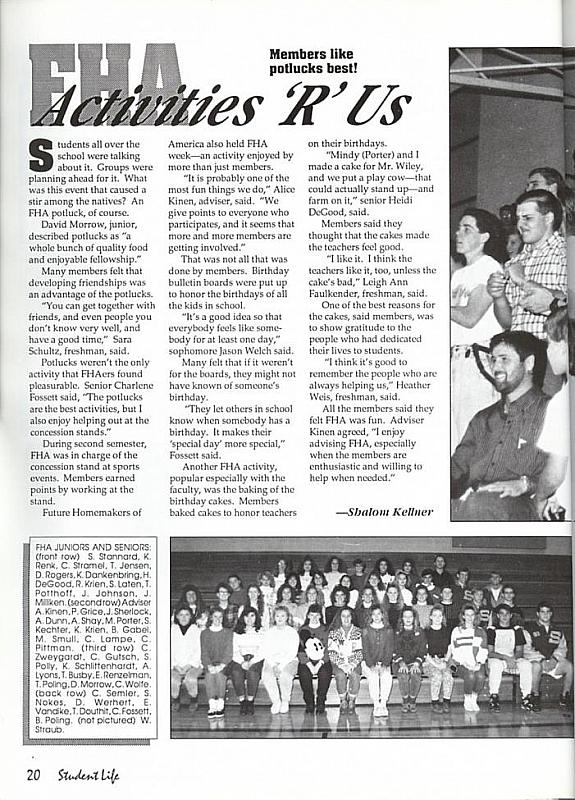 Members like
potlucks best!
FHA
Activities 'R' Us
Students all over the
school were talking
about it. Groups were
planning ahead for it. What
was this event that caused a
stir among the natives? An
FHA potluck, of course.
David Morrow, junior,
described potlucks as "a
whole bunch of quality food
and enjoyable fellowship."
Many members felt that
developing friendships was
an advantage of the potlucks.
"You can get together with
friends, and even people you
don't know very well, and
have a good time," Sara
Schultz, freshman, said.
Potlucks weren't the only
activity that FHAers found
pleasurable. Senior Charlene
Fossett said, "The potlucks
are the best activities, but I
also enjoy helping out at the
concession stands."
During second semester,
FHA was in charge of the
concession stand at sports
events. Members earned
points by working at the
stand.
Future Homemakers of
America also held FHA
week—an activity enjoyed by
more than just members.
"It is probably one of the
most fun things we do," Alice
Kinen, adviser, said. "We
give points to everyone who
participates, and it seems that
more and more members are
getting involved."
That was not all that was
done by members. Birthday
bulletin boards were put up
to honor the birthdays of all
the kids in school.
"It's a good idea so that
everybody feels like some-
body for at least one day,"
sophomore Jason Welch said.
Many felt that if it weren't
for the boards, they might not
have known of someone's
birthday.
"They let others in school
know when somebody has a
birthday. It makes their
'special day' more special,"
Fossett said.
Another FHA activity,
popular especially with the
faculty, was the baking of the
birthday cakes. Members
baked cakes to honor teachers
on their birthdays.
"Mindy (Porter) and I
made a cake for Mr. Wiley,
and we put a play cow—that
could actually stand up—and
farm on it," senior Heidi
DeGood, said.
Members said they
thought that the cakes made
the teachers feel good.
"I like it. I think the
teachers like it, too, unless the
cake's bad," Leigh Ann
Faulkender, freshman, said.
One of the best reasons for
the cakes, said members, was
to show gratitude to the
people who had dedicated
their lives to students.
"I think it's good to
remember the people who are
always helping us," Heather
Weis, freshman, said.
All the members said they
felt FHA was fun. Adviser
Kinen agreed, "I enjoy
advising FHA, especially
when the members are
enthusiastic and willing to
help when needed."
—Shalom Kellner
FHA JUNIORS AND SENIORS:
(front row) S. Stannard, K.
Renk, C. Stramel, T. Jensen,
D. Rogers, K. Dankenbring, H.
DeGood, R. Krien, S. Laten, T.
Potthoff, J. Johnson, J.
Milliken. (second row) Adviser
A. Kinen, P. Grice, J. Sherlock,
A. Dunn, A. Shay, M. Porter, S.
Kechter, K. Krien, B. Gabel,
M. Smull, C. Lampe, C.
Pittman. (third row) C.
Zweygardt, C. Gutsch, S.
Polly, K. Schlittenhardt, A.
Lyons, T. Busby, E. Renzelman,
T. Poling, D. Morrow, C. Wolfe.
(back row) C. Semler, S.
Nokes, D. Werhert, E.
Vandike, T. Douthit, C. Fossett,
B. Poling. (not pictured) W.
Straub.
20 Student Life